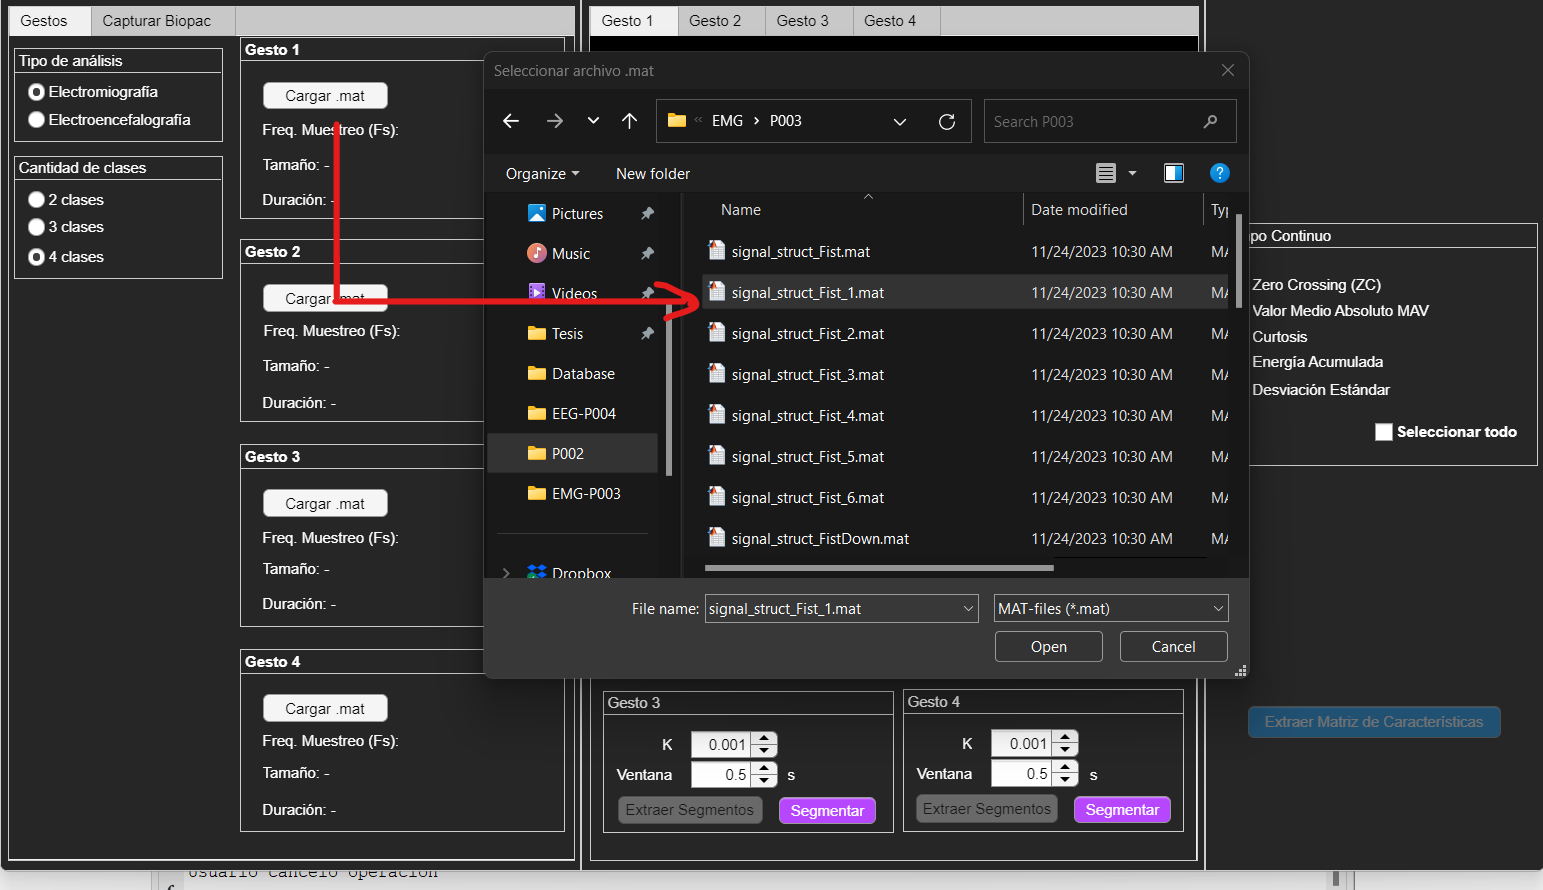 Gestos
Capturar Biopac
Tipo de análisis
Electromiografía
Electroencefalografía
Cantidad de clases
2 clases
3 clases
4 clases
Gesto 1
Cargar .mat
Freq. Muestreo (Fs):
Tamaño: -
Duración: -
Gesto 2
Cargar .mat
Freq. Muestreo (Fs):
Tamaño: -
Duración: -
Gesto 3
Cargar .mat
Freq. Muestreo (Fs):
Tamaño: -
Duración: -
Gesto 4
Cargar .mat
Freq. Muestreo (Fs):
Tamaño: -
Duración: -
Gesto 1
Gesto 2
Gesto 3
Gesto 4
Seleccionar archivo .mat
« EMG > P003
Search P003
Organize
New folder
Pictures
Music
Videos
Tesis
Database
EEG-P004
P002
EMG-P003
Dropbox
Name Date modified
signal_struct_Fist.mat 11/24/2023 10:30 AM
signal_struct_Fist_1.mat 11/24/2023 10:30 AM
signal_struct_Fist_2.mat 11/24/2023 10:30 AM
signal_struct_Fist_3.mat 11/24/2023 10:30 AM
signal_struct_Fist_4.mat 11/24/2023 10:30 AM
signal_struct_Fist_5.mat 11/24/2023 10:30 AM
signal_struct_Fist_6.mat 11/24/2023 10:30 AM
signal_struct_FistDown.mat 11/24/2023 10:30 AM
File name: signal_struct_Fist_1.mat
MAT-files (*.mat)
Open
Cancel
Gesto 3
K 0.001
Ventana 0.5 s
Extraer Segmentos
Segmentar
Gesto 4
K 0.001
Ventana 0.5 s
Extraer Segmentos
Segmentar
po Continuo
Zero Crossing (ZC)
Valor Medio Absoluto MAV
Curtosis
Energía Acumulada
Desviación Estándar
Seleccionar todo
Extraer Matriz de Características